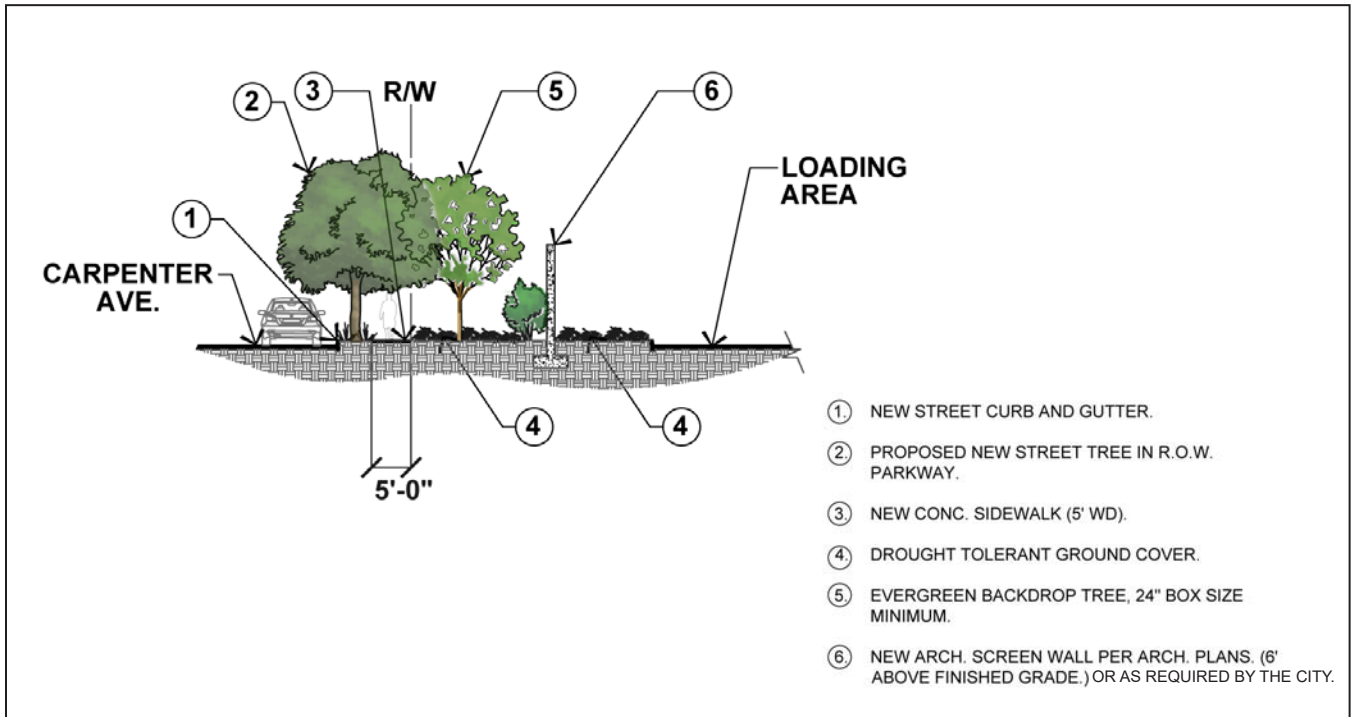 2
3
R/W
5
6
LOADING
AREA
1
CARPENTER
AVE.
4
4
5'-0"
1. NEW STREET CURB AND GUTTER.
2. PROPOSED NEW STREET TREE IN R.O.W.
PARKWAY.
3. NEW CONC. SIDEWALK (5' WD).
4. DROUGHT TOLERANT GROUND COVER.
5. EVERGREEN BACKDROP TREE, 24" BOX SIZE
MINIMUM.
6. NEW ARCH. SCREEN WALL PER ARCH. PLANS. (6'
ABOVE FINISHED GRADE.) OR AS REQUIRED BY THE CITY.